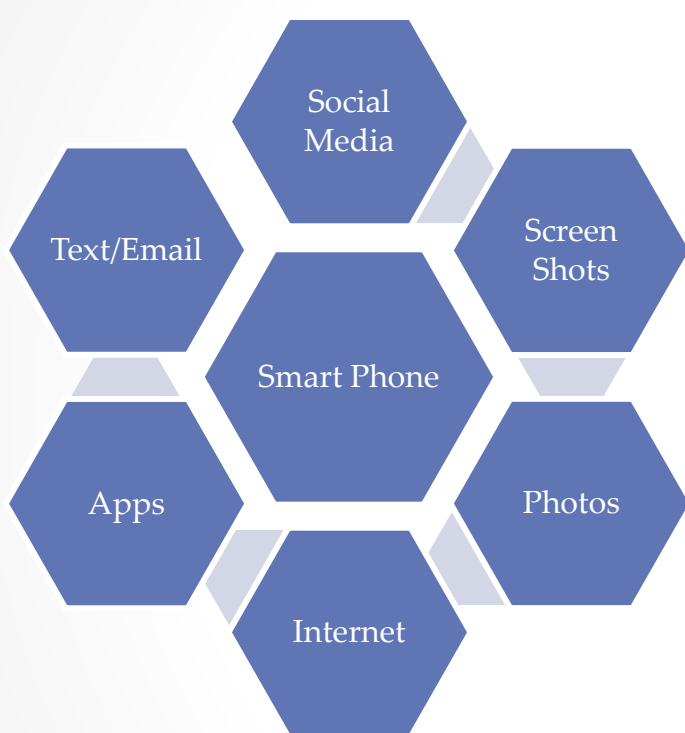 Social
Media
Text/Email
Screen
Shots
Smart Phone
Apps
Photos
Internet